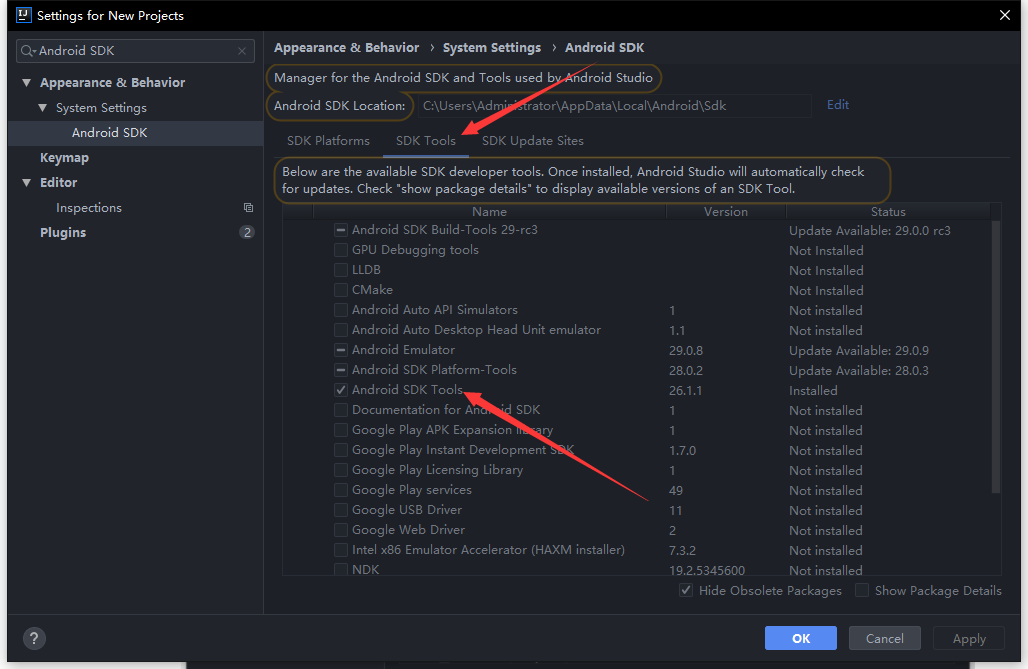 IJ Settings for New Projects
Android SDK
Appearance & Behavior
System Settings
Android SDK
Keymap
Editor
Inspections
Plugins 2
Appearance & Behavior › System Settings › Android SDK
Manager for the Android SDK and Tools used by Android Studio
Android SDK Location: C:\Users\Administrator\AppData\Local\Android\Sdk Edit
SDK Platforms SDK Tools SDK Update Sites
Below are the available SDK developer tools. Once installed, Android Studio will automatically check
for updates. Check "show package details" to display available versions of an SDK Tool.
Name Version Status
Android SDK Build-Tools 29-rc3 Update Available: 29.0.0 rc3
GPU Debugging tools Not Installed
LLDB Not Installed
CMake Not Installed
Android Auto API Simulators 1 Not installed
Android Auto Desktop Head Unit emulator 1.1 Not installed
Android Emulator 29.0.8 Update Available: 29.0.9
Android SDK Platform-Tools 28.0.2 Update Available: 28.0.3
Android SDK Tools 26.1.1 Installed
Documentation for Android SDK 1 Not installed
Google Play APK Expansion library 1 Not installed
Google Play Instant Development SDK 1.7.0 Not installed
Google Play Licensing Library 1 Not installed
Google Play services 49 Not installed
Google USB Driver 11 Not installed
Google Web Driver 2 Not installed
Intel x86 Emulator Accelerator (HAXM installer) 7.3.2 Not installed
NDK 19.2.5345600 Not installed
Hide Obsolete Packages Show Package Details
? OK Cancel Apply